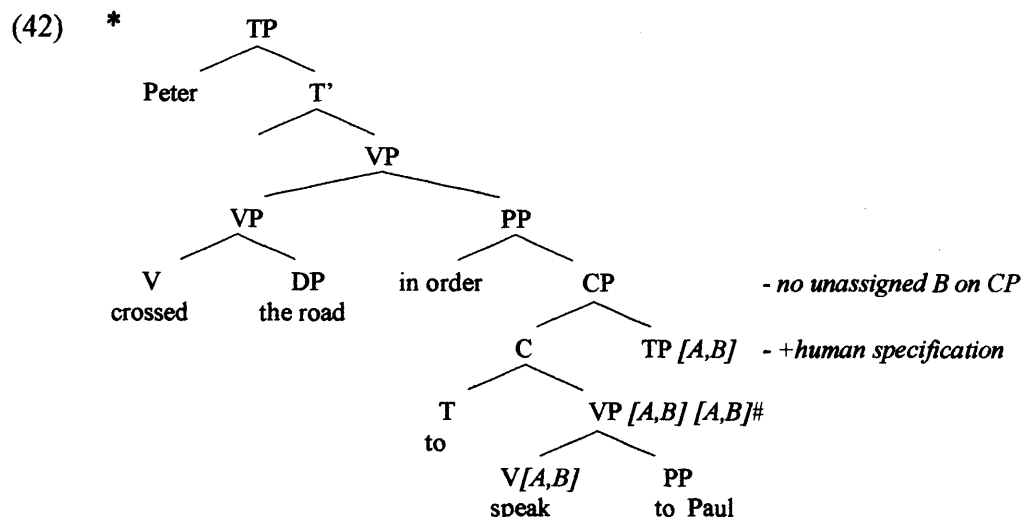 (42) * TP
Peter T’
VP
VP PP
V DP in order CP - no unassigned B on CP
crossed the road
C TP [A,B] - +human specification
T VP [A,B] [A,B]#
to
V[A,B] PP
speak to Paul